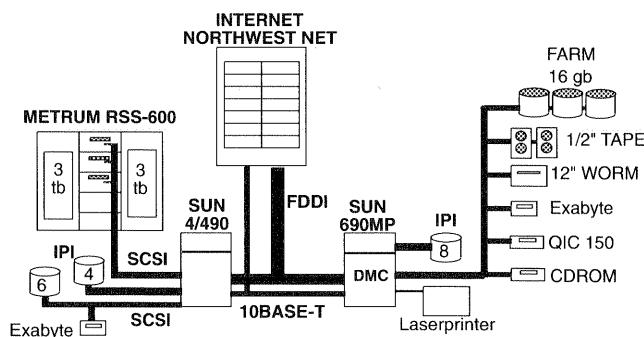 INTERNET
NORTHWEST NET
FARM
16 gb
METRUM RSS-600
3
tb
3
tb
1/2" TAPE
12" WORM
FDDI
SUN
4/490
SUN
690MP
IPI
8
Exabyte
IPI
SCSI
DMC
QIC 150
6
4
CDROM
SCSI
10BASE-T
Laserprinter
Exabyte